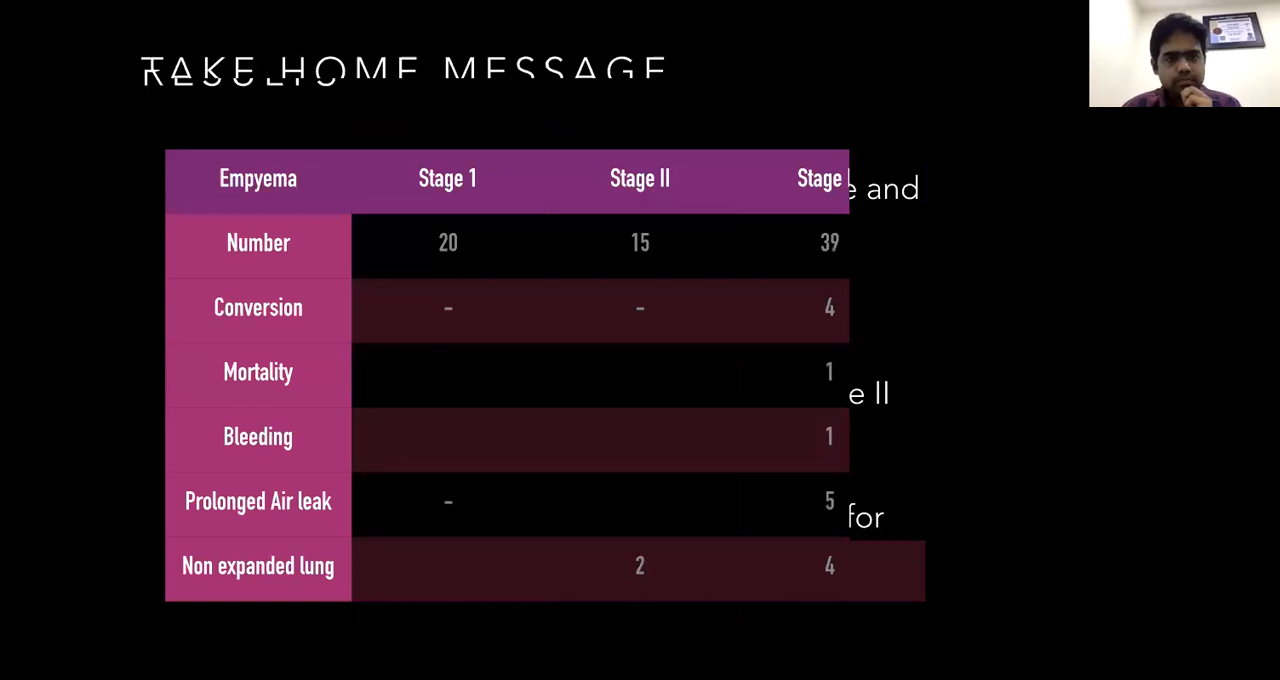 TAKE HOME MESSAGE
Empyema Stage 1 Stage II Stage
Number 20 15 39
Conversion - - 4
Mortality 1
Bleeding 1
Prolonged Air leak - 5
Non expanded lung 2 4
and
II
for